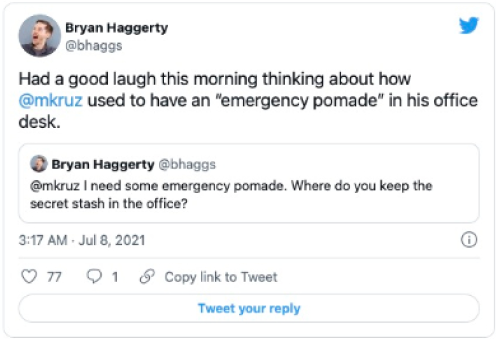 Bryan Haggerty
@bhaggs
Had a good laugh this morning thinking about how
@mkruz used to have an “emergency pomade” in his office
desk.
Bryan Haggerty @bhaggs
@mkruz I need some emergency pomade. Where do you keep the
secret stash in the office?
3:17 AM · Jul 8, 2021
77 1 Copy link to Tweet
Tweet your reply